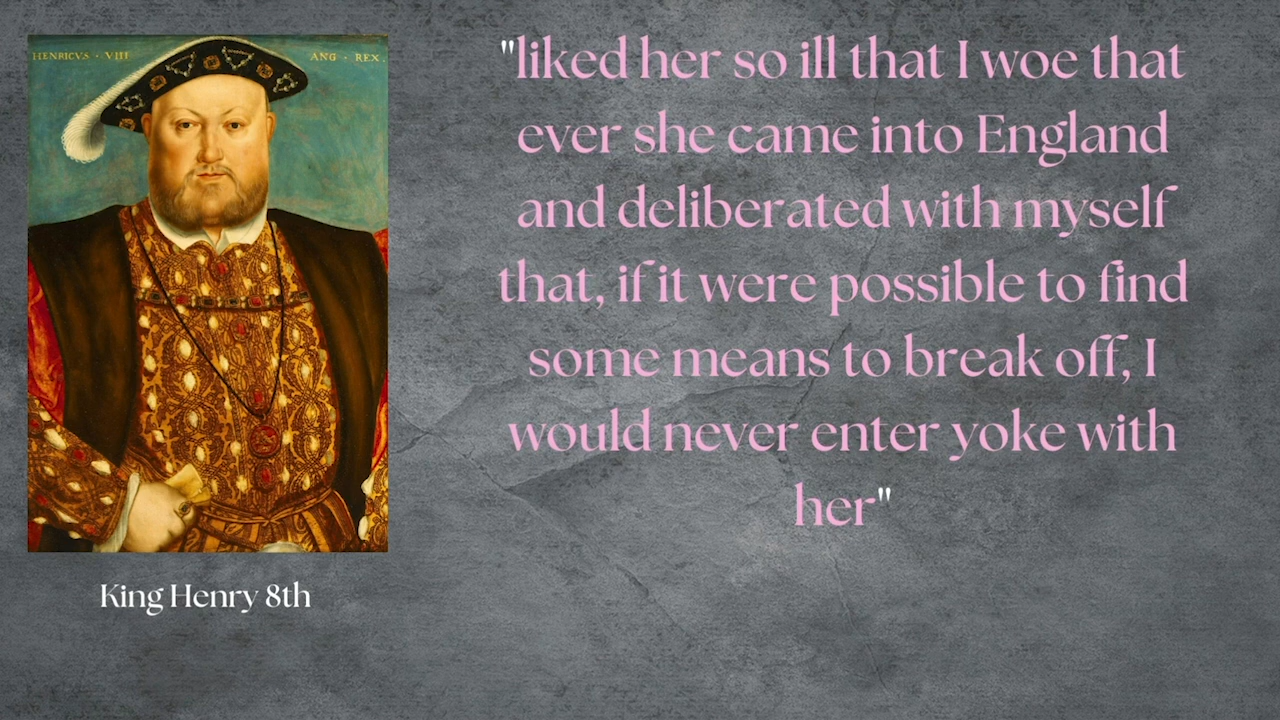 HENRICVS · VIII
ANG · REX.
"liked her so ill that I woe that
ever she came into England
and deliberated with myself
that, if it were possible to find
some means to break off, I
would never enter yoke with
her"
King Henry 8th